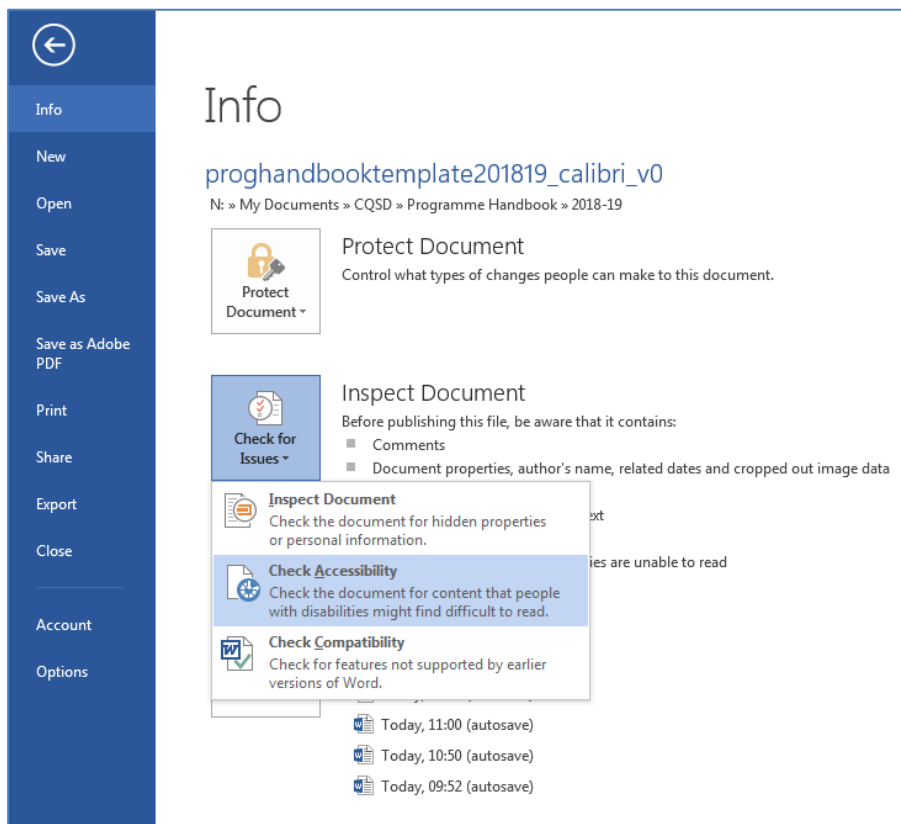 Info
New
Open
Save
Save As
Save as Adobe
PDF
Print
Share
Export
Close
Account
Options
Info
proghandbooktemplate201819_calibri_v0
N: » My Documents » CQSD » Programme Handbook » 2018-19
Protect
Document
Protect Document
Control what types of changes people can make to this document.
Check for
Issues
Inspect Document
Before publishing this file, be aware that it contains:
Comments
Document properties, author's name, related dates and cropped out image data
Inspect Document
Check the document for hidden properties
or personal information.
Check Accessibility
Check the document for content that people
with disabilities might find difficult to read.
Check Compatibility
Check for features not supported by earlier
versions of Word.
are unable to read
Today, 11:00 (autosave)
Today, 10:50 (autosave)
Today, 09:52 (autosave)